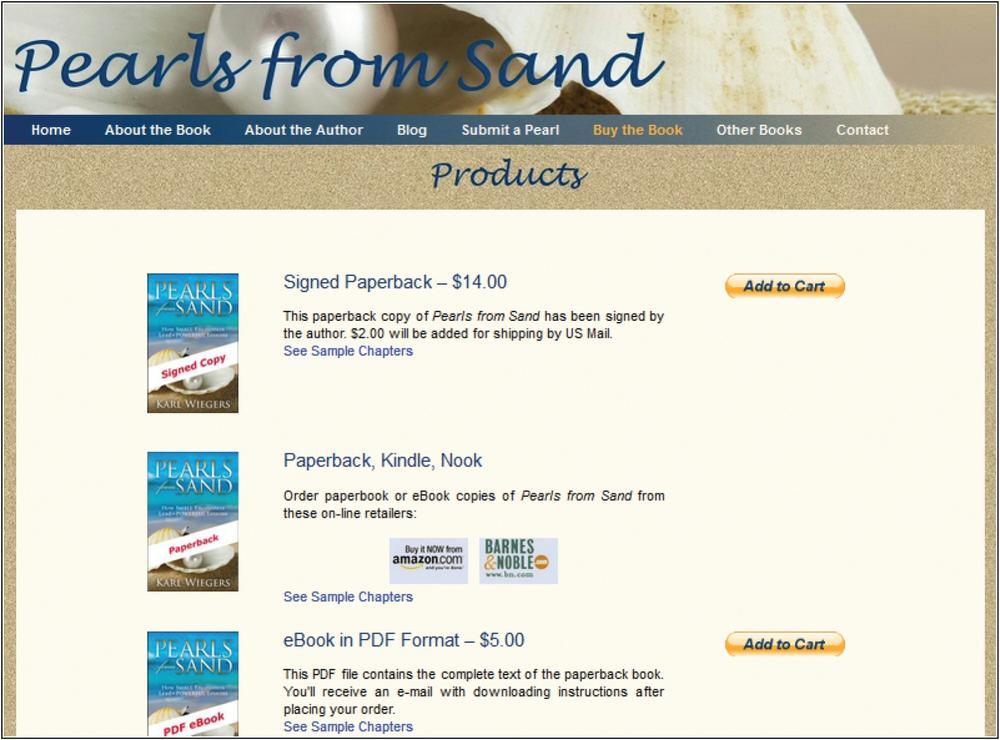 Pearls from Sand
Home About the Book About the Author Blog Submit a Pearl Buy the Book Other Books Contact
Products
PEARLS
from SAND
How Small Encounters
Lead to Powerful Lessons
Signed Copy
KARL WIEGERS
Signed Paperback – $14.00
This paperback copy of Pearls from Sand has been signed by
the author. $2.00 will be added for shipping by US Mail.
See Sample Chapters
Add to Cart
PEARLS
from SAND
How Small Encounters
Lead to Powerful Lessons
Paperback
KARL WIEGERS
Paperback, Kindle, Nook
Order paperbook or eBook copies of Pearls from Sand from
these on-line retailers:
Buy it NOW from
amazon.com
and you're done.
BARNES
&NOBLE.com
www.bn.com
See Sample Chapters
PEARLS
from SAND
How Small Encounters
Lead to Powerful Lessons
PDF eBook
eBook in PDF Format – $5.00
This PDF file contains the complete text of the paperback book.
You'll receive an e-mail with downloading instructions after
placing your order.
See Sample Chapters
Add to Cart